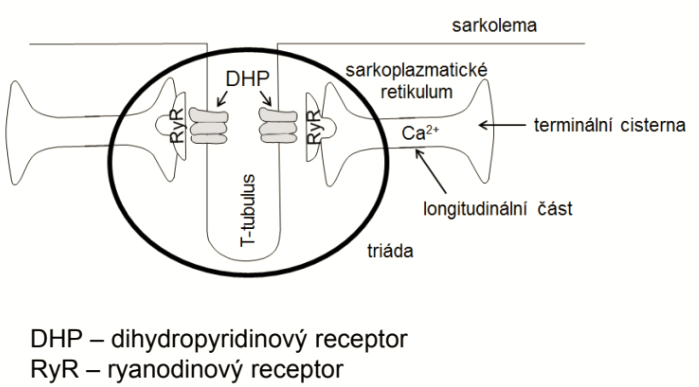 sarkolema
DHP
sarkoplazmatické
retikulum
RyR
RyR
Ca²⁺
terminální cisterna
longitudinální část
T-tubulus
triáda
DHP – dihydropyridinový receptor
RyR – ryanodinový receptor